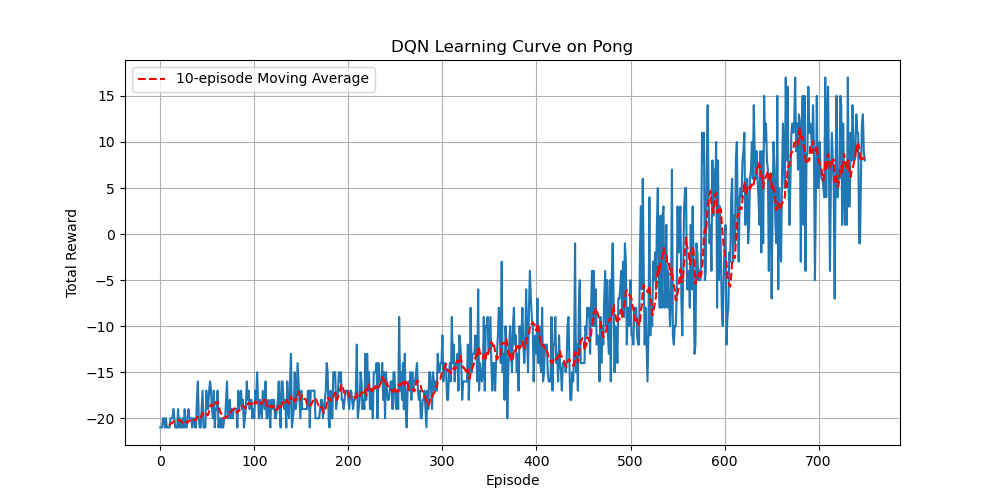 DQN Learning Curve on Pong
10-episode Moving Average
15
10
5
0
−5
−10
−15
−20
Total Reward
0 100 200 300 400 500 600 700
Episode